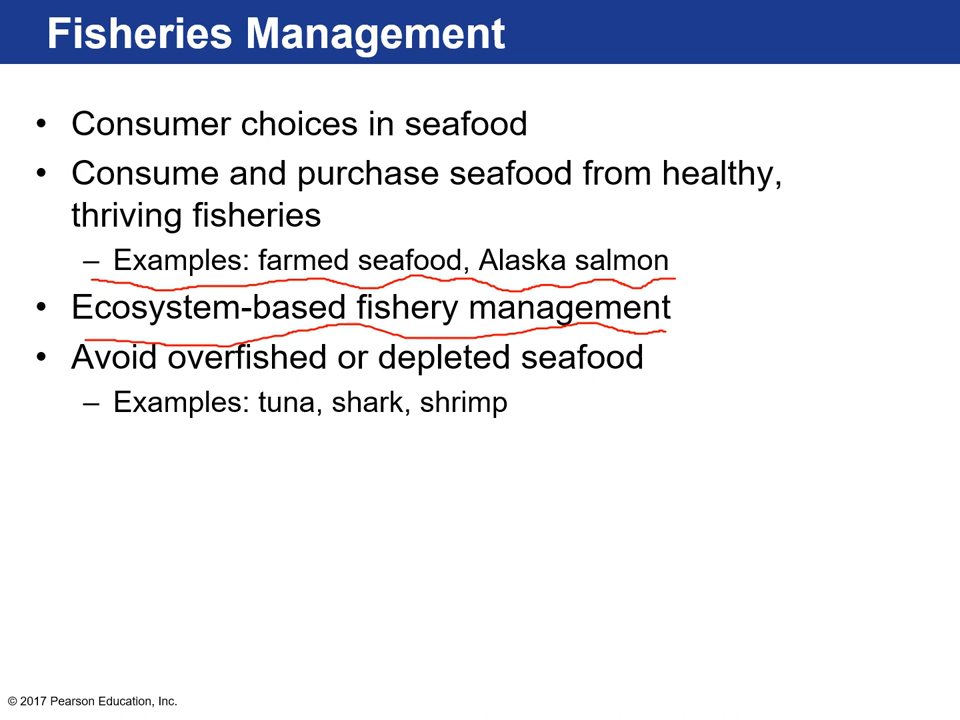 Fisheries Management
• Consumer choices in seafood
• Consume and purchase seafood from healthy,
thriving fisheries
– Examples: farmed seafood, Alaska salmon
• Ecosystem-based fishery management
• Avoid overfished or depleted seafood
– Examples: tuna, shark, shrimp
© 2017 Pearson Education, Inc.